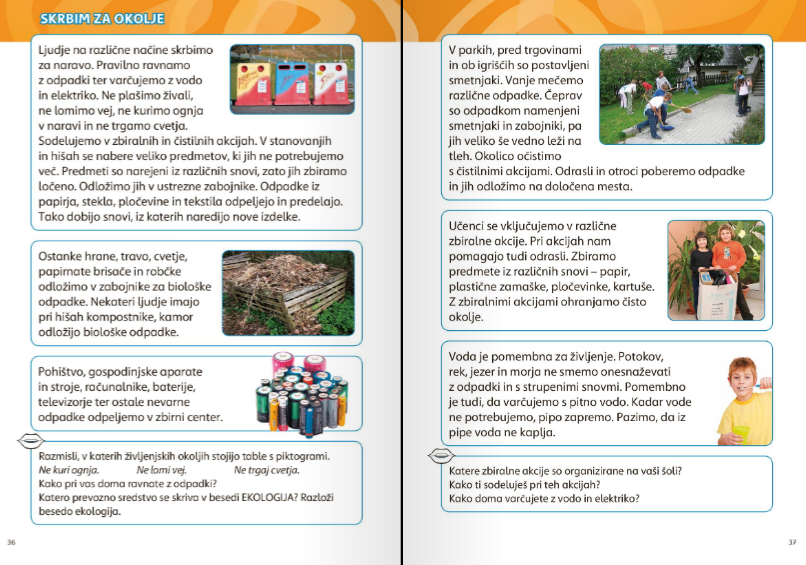 SKRBIM ZA OKOLJE
Ljudje na različne načine skrbimo
za naravo. Pravilno ravnamo
z odpadki ter varčujemo z vodo
in elektriko. Ne plašimo živali,
ne lomimo vej, ne kurimo ognja
v naravi in ne trgamo cvetja.
Sodelujemo v zbiralnih in čistilnih akcijah. V stanovanjih
in hišah se nabere veliko predmetov, ki jih ne potrebujemo
več. Predmeti so narejeni iz različnih snovi, zato jih zbiramo
ločeno. Odložimo jih v ustrezne zabojnike. Odpadke iz
papirja, stekla, pločevine in tekstila odpeljejo in predelajo.
Tako dobijo snovi, iz katerih naredijo nove izdelke.
Ostanke hrane, travo, cvetje,
papirnate brisače in robčke
odložimo v zabojnike za biološke
odpadke. Nekateri ljudje imajo
pri hišah kompostnike, kamor
odložijo biološke odpadke.
Pohištvo, gospodinjske aparate
in stroje, računalnike, baterije,
televizorje ter ostale nevarne
odpadke odpeljemo v zbirni center.
Razmisli, v katerih življenjskih okoljih stojijo table s piktogrami.
Ne kuri ognja. Ne lomi vej. Ne trgaj cvetja.
Kako pri vas doma ravnate z odpadki?
Katero prevozno sredstvo se skriva v besedi EKOLOGIJA? Razloži
besedo ekologija.
36
V parkih, pred trgovinami
in ob igriščih so postavljeni
smetnjaki. Vanje mečemo
različne odpadke. Čeprav
so odpadkom namenjeni
smetnjaki in zabojniki, pa
jih veliko še vedno leži na
tleh. Okolico očistimo
s čistilnimi akcijami. Odrasli in otroci poberemo odpadke
in jih odložimo na določena mesta.
Učenci se vključujemo v različne
zbiralne akcije. Pri akcijah nam
pomagajo tudi odrasli. Zbiramo
predmete iz različnih snovi – papir,
plastične zamaške, pločevinke, kartuše.
Z zbiralnimi akcijami ohranjamo čisto
okolje.
Voda je pomembna za življenje. Potokov,
rek, jezer in morja ne smemo onesnaževati
z odpadki in s strupenimi snovmi. Pomembno
je tudi, da varčujemo s pitno vodo. Kadar vode
ne potrebujemo, pipo zapremo. Pazimo, da iz
pipe voda ne kaplja.
Katere zbiralne akcije so organizirane na vaši šoli?
Kako ti sodeluješ pri teh akcijah?
Kako doma varčujete z vodo in elektriko?
37